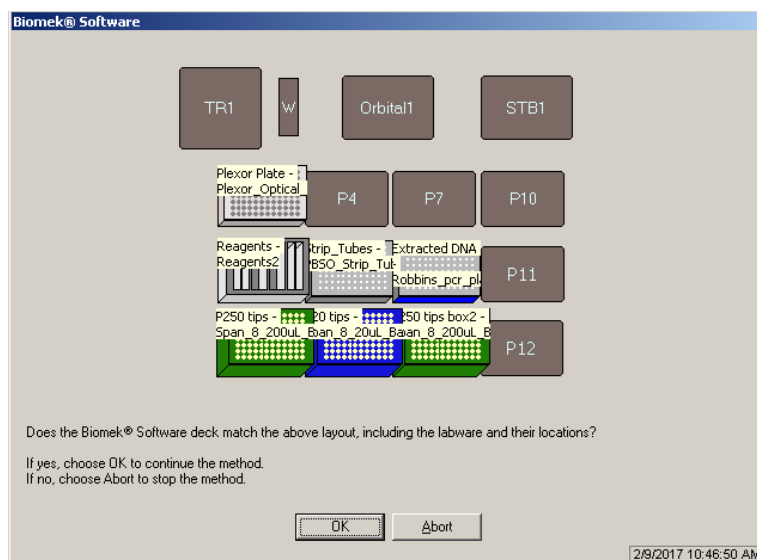 Biomek® Software
TR1
W
Orbital1
STB1
Plexor Plate -
Plexor_Optical_
P4
P7
P10
Reagents -
Reagents2
Strip_Tubes -
PBSO_Strip_Tub
Extracted DNA
Robbins_pcr_pl
P11
P250 tips -
Span_8_200uL_B
20 tips -
pan_8_20uL_Ba
250 tips box2 -
pan_8_200uL_B
P12
Does the Biomek® Software deck match the above layout, including the labware and their locations?
If yes, choose OK to continue the method.
If no, choose Abort to stop the method.
OK
Abort
2/9/2017 10:46:50 AM